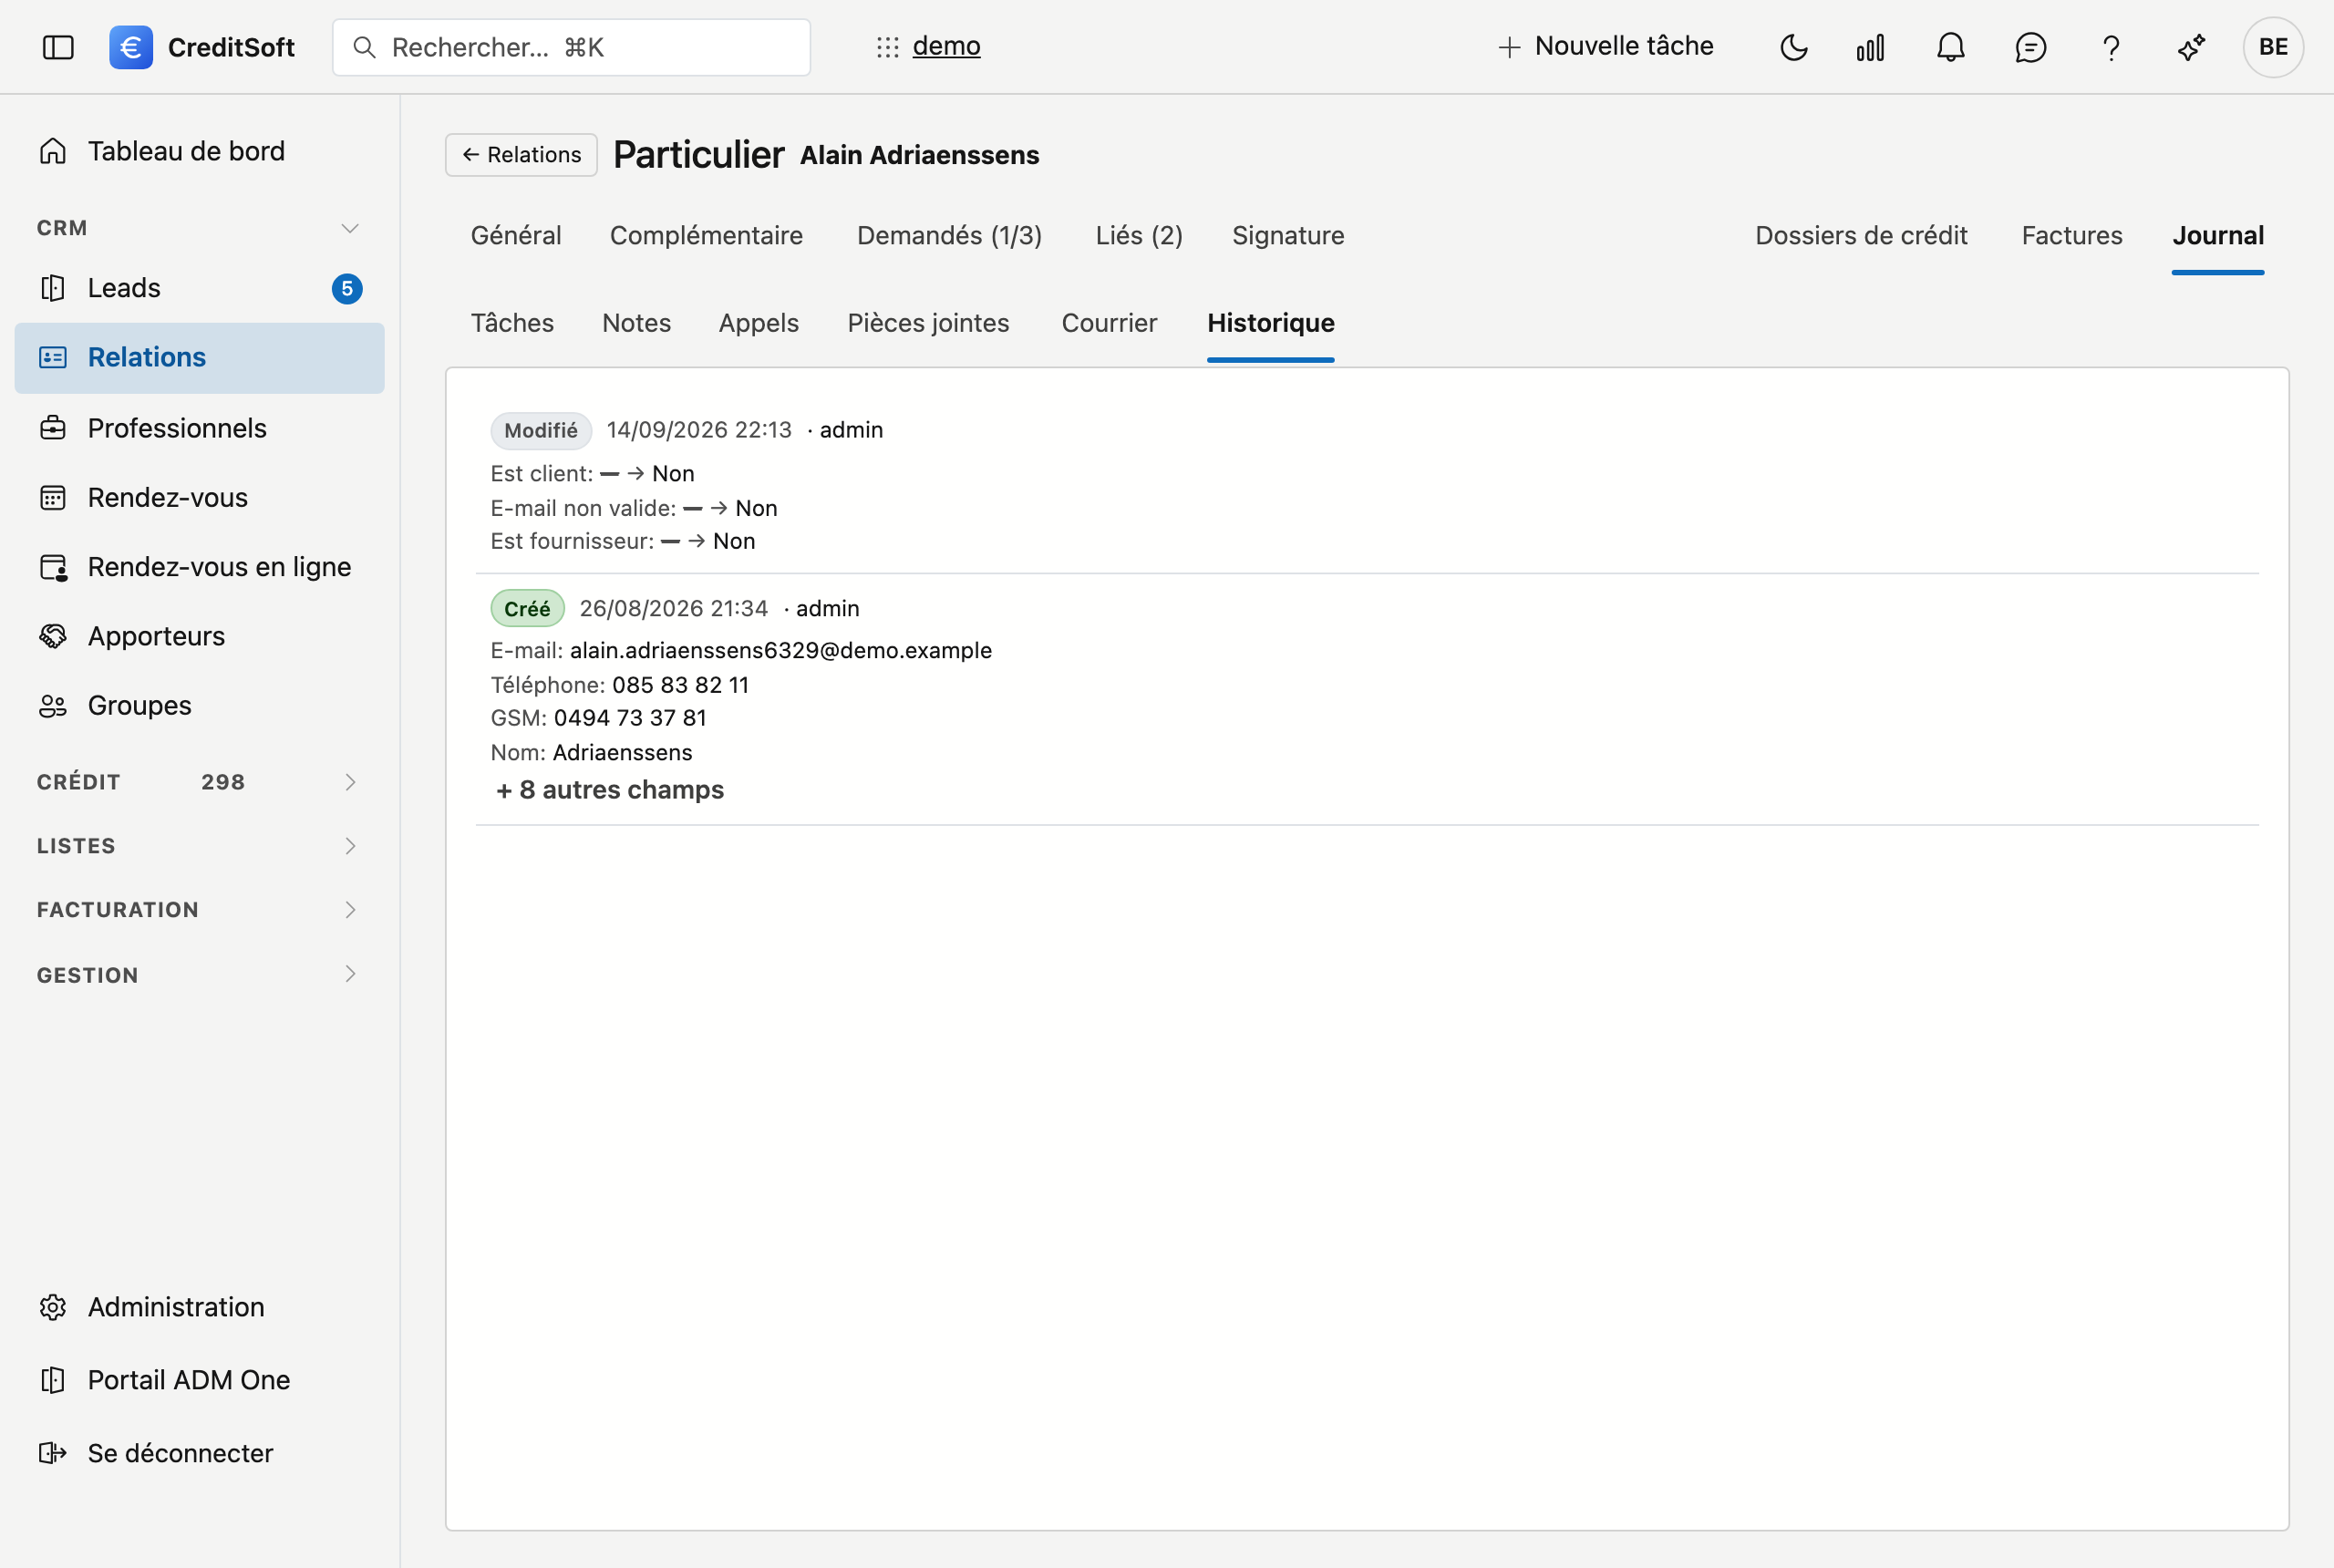 CreditSoft
Rechercher... ⌘K
demo
Nouvelle tâche
BE
Tableau de bord
CRM
Leads 5
Relations
Professionnels
Rendez-vous
Rendez-vous en ligne
Apporteurs
Groupes
CRÉDIT 298
LISTES
FACTURATION
GESTION
Administration
Portail ADM One
Se déconnecter
← Relations Particulier Alain Adriaenssens
Général Complémentaire Demandés (1/3) Liés (2) Signature Dossiers de crédit Factures Journal
Tâches Notes Appels Pièces jointes Courrier Historique
Modifié 14/09/2026 22:13 · admin
Est client: — → Non
E-mail non valide: — → Non
Est fournisseur: — → Non
Créé 26/08/2026 21:34 · admin
E-mail: alain.adriaenssens6329@demo.example
Téléphone: 085 83 82 11
GSM: 0494 73 37 81
Nom: Adriaenssens
+ 8 autres champs